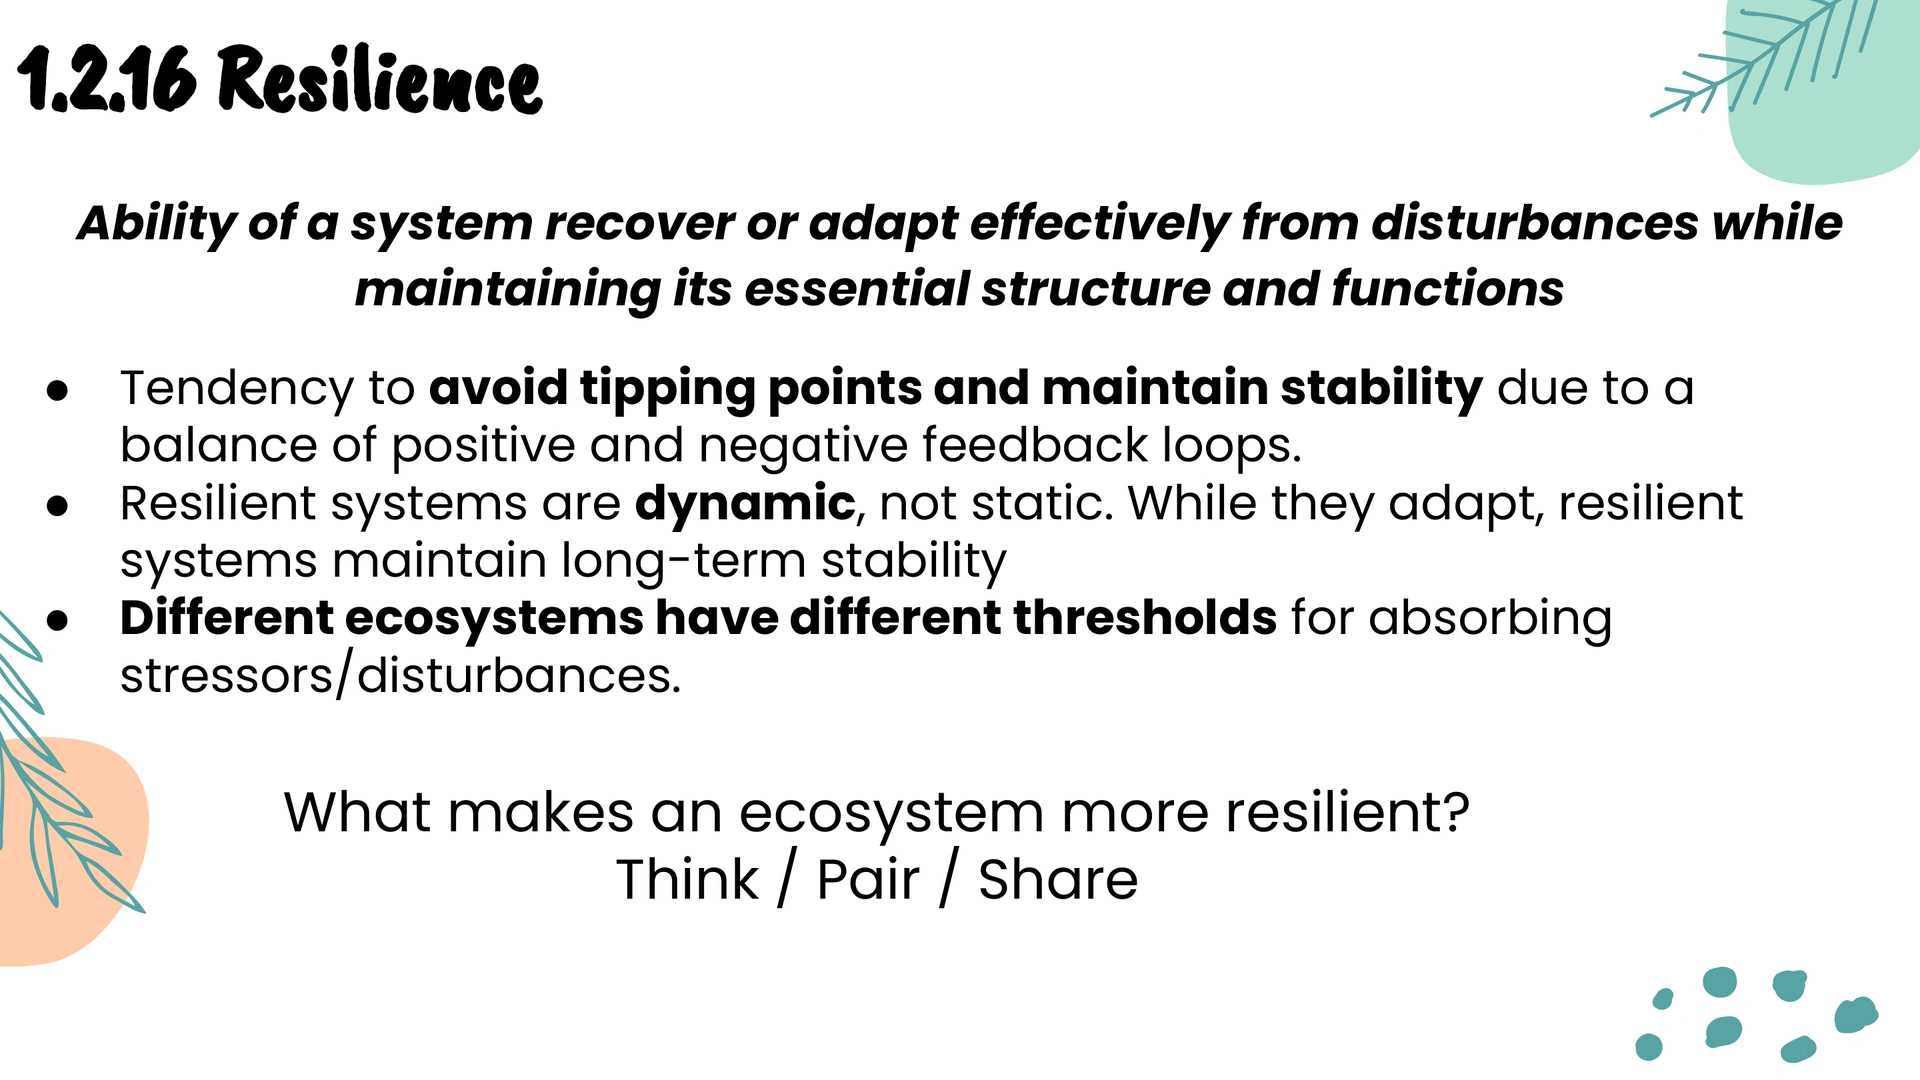 1.2.16 Resilience
Ability of a system recover or adapt effectively from disturbances while
maintaining its essential structure and functions
● Tendency to avoid tipping points and maintain stability due to a
balance of positive and negative feedback loops.
● Resilient systems are dynamic, not static. While they adapt, resilient
systems maintain long-term stability
● Different ecosystems have different thresholds for absorbing
stressors/disturbances.
What makes an ecosystem more resilient?
Think / Pair / Share